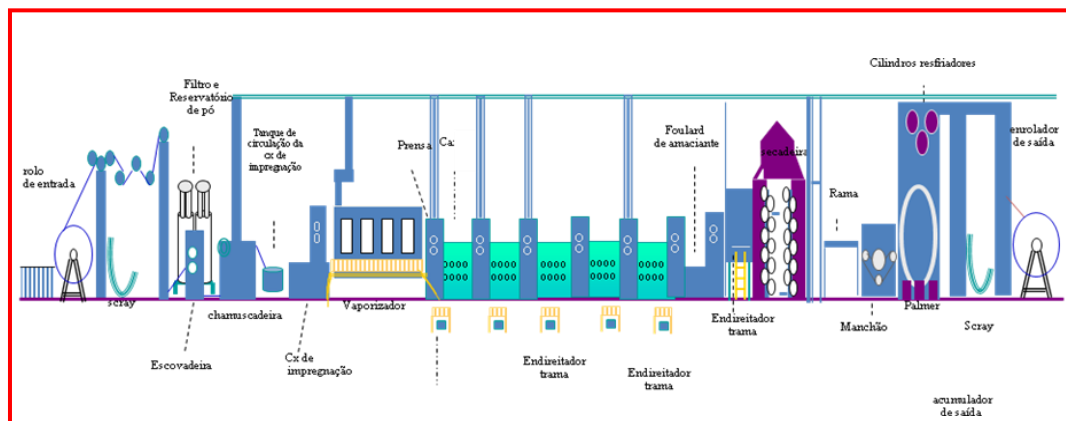 Cilindros resfriadores
Filtro e
Reservatório
de pó
Tanque de
circulação da
cx de
impregnação
Prensa
Ca:
Foulard
de amaciante
secadeira
enrolador
de saída
rolo
de entrada
Rama
scray
chamuscadeira
Vaporizador
Endireitador
trama
Manchão
Palmer
Scray
Escovadeira
Cx de
impregnação
Endireitador
trama
Endireitador
trama
acumulador
de saída